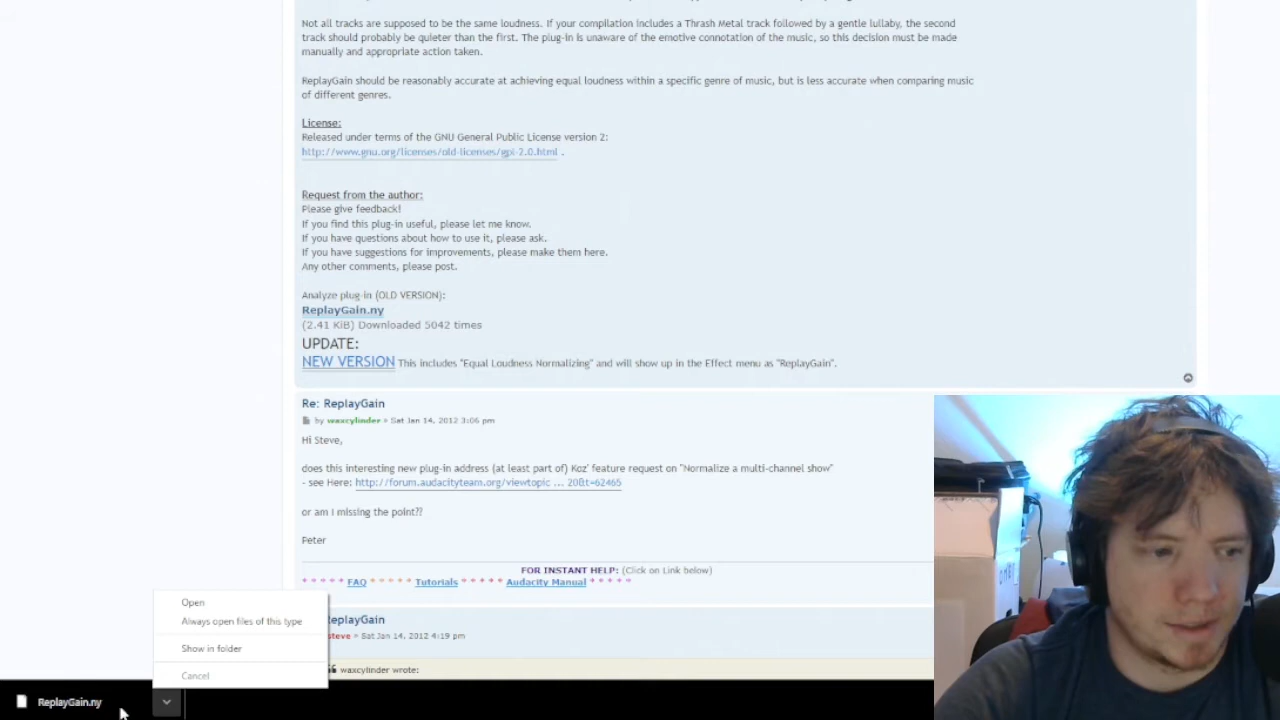 Not all tracks are supposed to be the same loudness. If your compilation includes a Thrash Metal track followed by a gentle lullaby, the second
track should probably be quieter than the first. The plug-in is unaware of the emotive connotation of the music, so this decision must be made
manually and appropriate action taken.
ReplayGain should be reasonably accurate at achieving equal loudness within a specific genre of music, but is less accurate when comparing music
of different genres.
License:
Released under terms of the GNU General Public License version 2:
http://www.gnu.org/licenses/old-licenses/gpl-2.0.html .
Request from the author:
Please give feedback!
If you find this plug-in useful, please let me know.
If you have questions about how to use it, please ask.
If you have suggestions for improvements, please make them here.
Any other comments, please post.
Analyze plug-in (OLD VERSION):
ReplayGain.ny
(2.41 KiB) Downloaded 5042 times
UPDATE:
NEW VERSION This includes "Equal Loudness Normalizing" and will show up in the Effect menu as "ReplayGain".
Re: ReplayGain
by waxcylinder » Sat Jan 14, 2012 3:06 pm
Hi Steve,
does this interesting new plug-in address (at least part of) Koz' feature request on "Normalize a multi-channel show"
- see Here: http://forum.audacityteam.org/viewtopic ... 20&t=62465
or am I missing the point??
Peter
FOR INSTANT HELP: (Click on Link below)
* * * * * FAQ * * * * * Tutorials * * * * * Audacity Manual * * * * *
ReplayGain
steve » Sat Jan 14, 2012 4:19 pm
waxcylinder wrote:
Open
Always open files of this type
Show in folder
Cancel
ReplayGain.ny